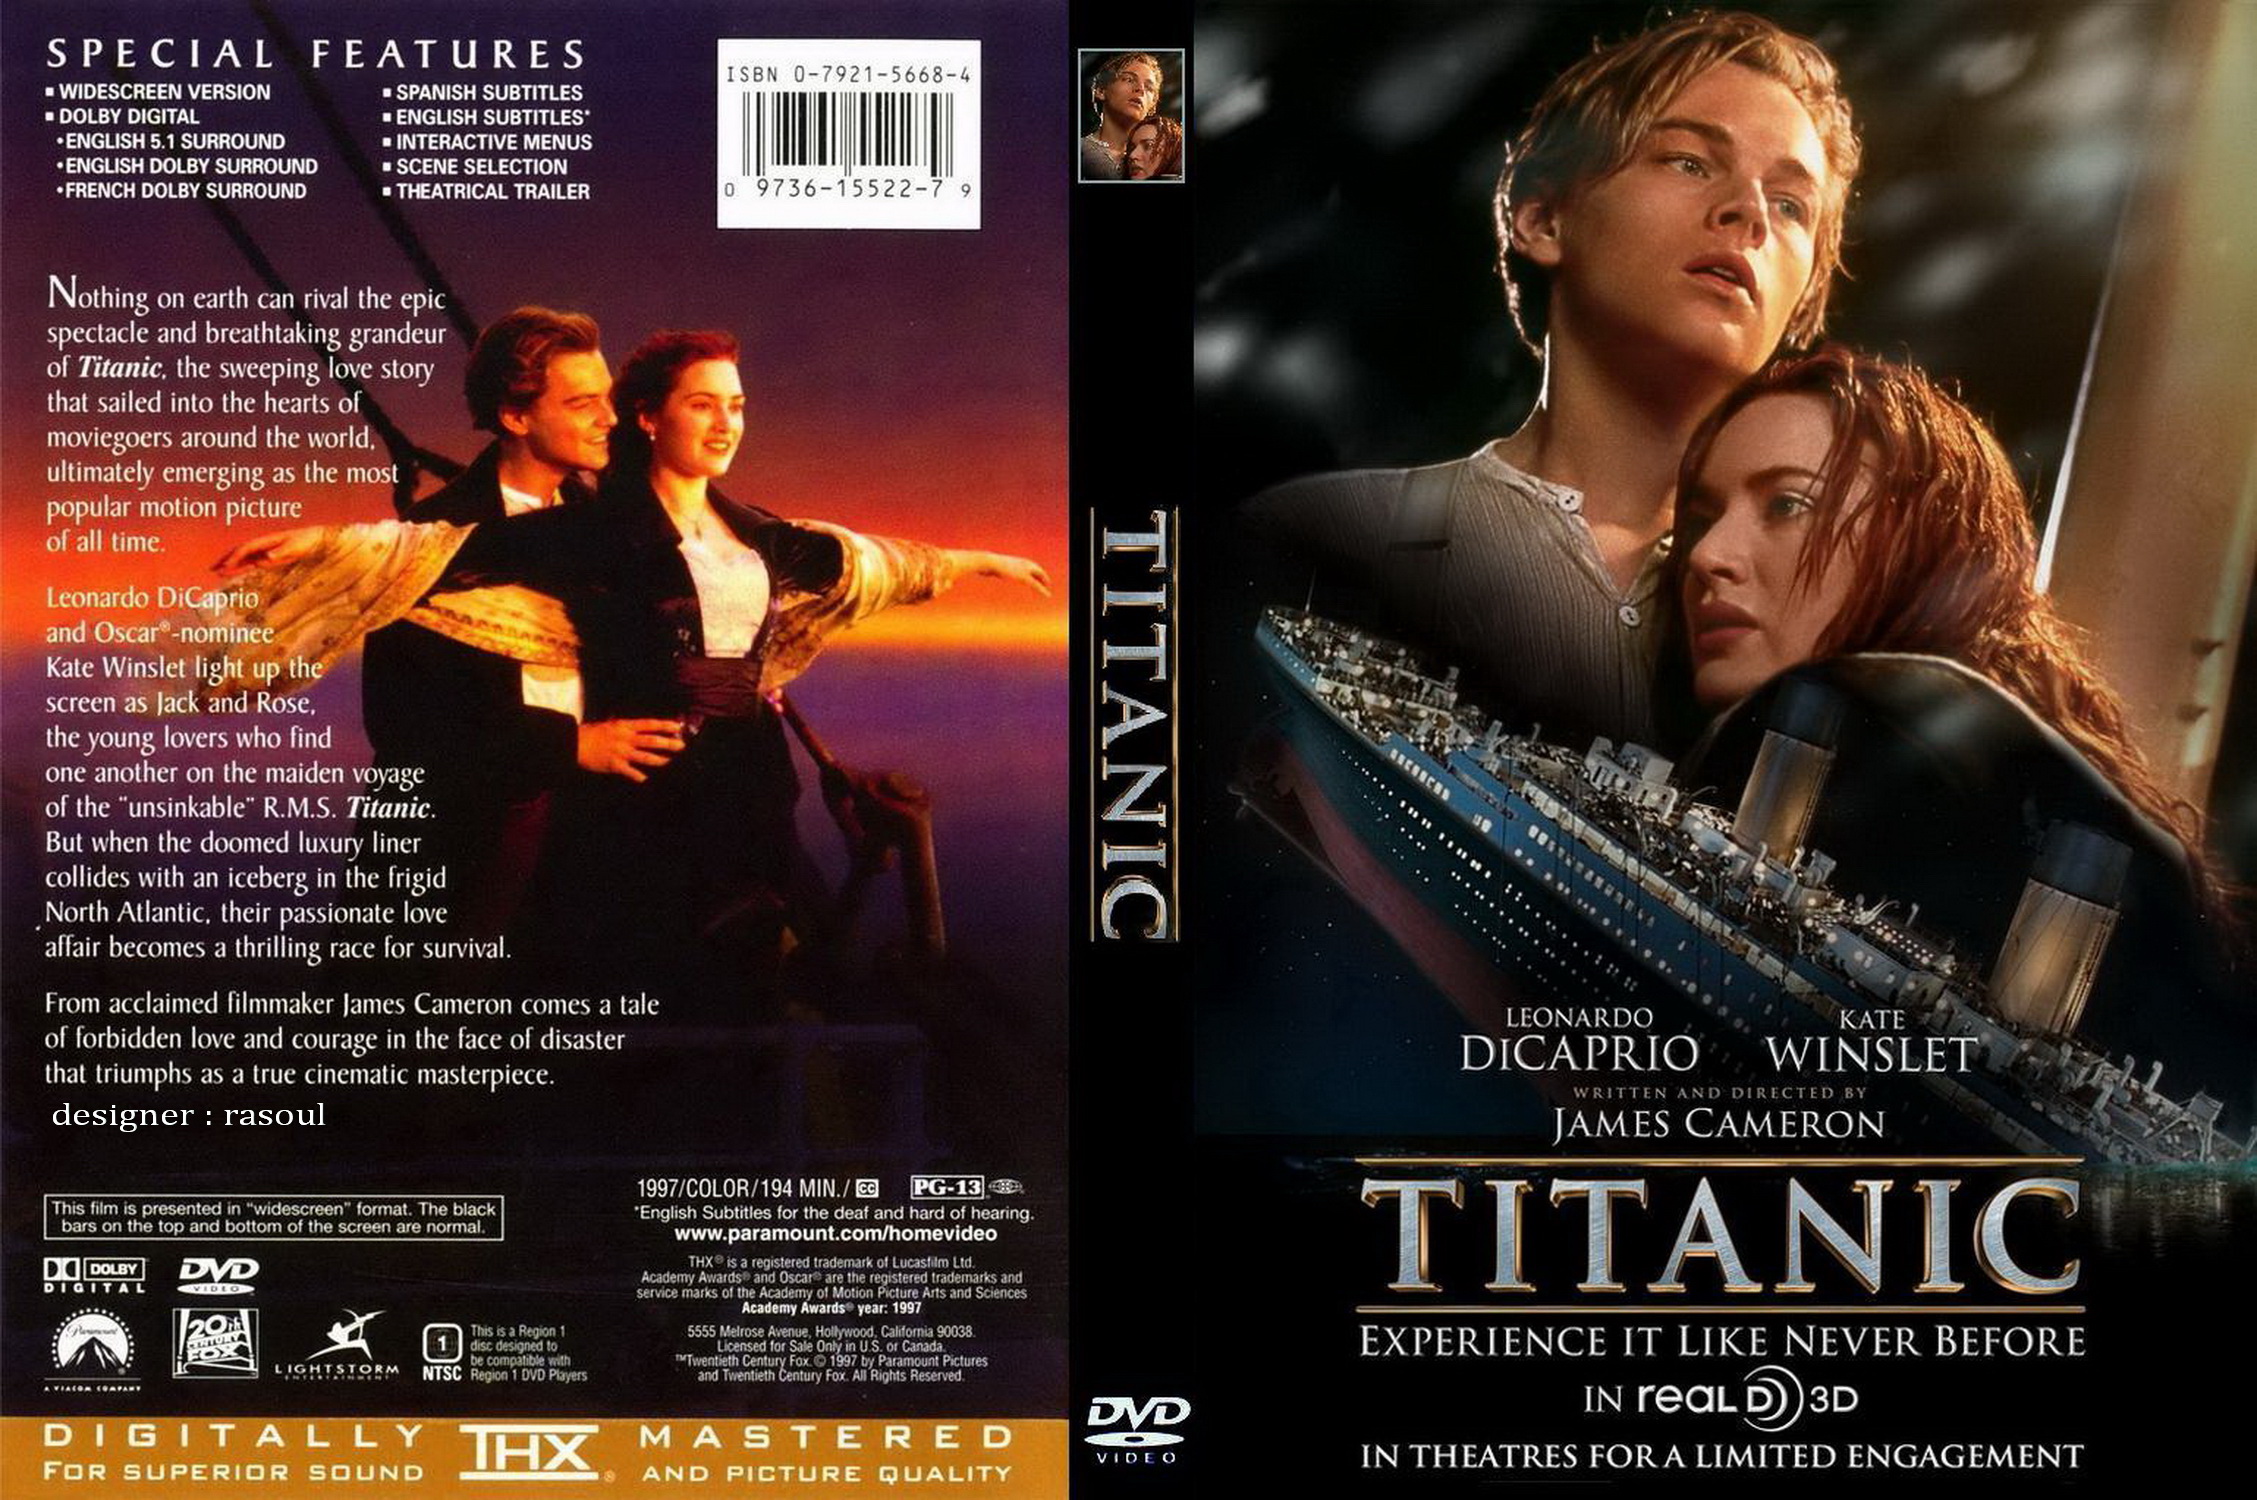 SPECIAL FEATURES
▪ WIDESCREEN VERSION
▪ DOLBY DIGITAL
•ENGLISH 5.1 SURROUND
•ENGLISH DOLBY SURROUND
•FRENCH DOLBY SURROUND
▪ SPANISH SUBTITLES
▪ ENGLISH SUBTITLES*
▪ INTERACTIVE MENUS
▪ SCENE SELECTION
▪ THEATRICAL TRAILER
ISBN 0-7921-5668-4
0 9736-15522-7 9
Nothing on earth can rival the epic
spectacle and breathtaking grandeur
of Titanic, the sweeping love story
that sailed into the hearts of
moviegoers around the world,
ultimately emerging as the most
popular motion picture
of all time.
Leonardo DiCaprio
and Oscar®-nominee
Kate Winslet light up the
screen as Jack and Rose,
the young lovers who find
one another on the maiden voyage
of the "unsinkable" R.M.S. Titanic.
But when the doomed luxury liner
collides with an iceberg in the frigid
North Atlantic, their passionate love
affair becomes a thrilling race for survival.
From acclaimed filmmaker James Cameron comes a tale
of forbidden love and courage in the face of disaster
that triumphs as a true cinematic masterpiece.
designer : rasoul
This film is presented in "widescreen" format. The black
bars on the top and bottom of the screen are normal.
DOLBY
DIGITAL
DVD
VIDEO
Paramount
A VIACOM COMPANY
20th
CENTURY
FOX
LIGHTSTORM
ENTERTAINMENT
1
NTSC
This is a Region 1
disc designed to
be compatible with
Region 1 DVD Players
1997/COLOR/194 MIN./ CC PG-13
*English Subtitles for the deaf and hard of hearing.
www.paramount.com/homevideo
THX® is a registered trademark of Lucasfilm Ltd.
Academy Awards® and Oscar® are the registered trademarks and
service marks of the Academy of Motion Picture Arts and Sciences
Academy Awards® year: 1997
5555 Melrose Avenue, Hollywood, California 90038.
Licensed for Sale Only in U.S. or Canada.
™Twentieth Century Fox. © 1997 by Paramount Pictures
and Twentieth Century Fox. All Rights Reserved.
DIGITALLY THX® MASTERED
FOR SUPERIOR SOUND AND PICTURE QUALITY
TITANIC
DVD
VIDEO
LEONARDO
DICAPRIO
KATE
WINSLET
WRITTEN AND DIRECTED BY
JAMES CAMERON
TITANIC
EXPERIENCE IT LIKE NEVER BEFORE
IN REALD 3D
IN THEATRES FOR A LIMITED ENGAGEMENT